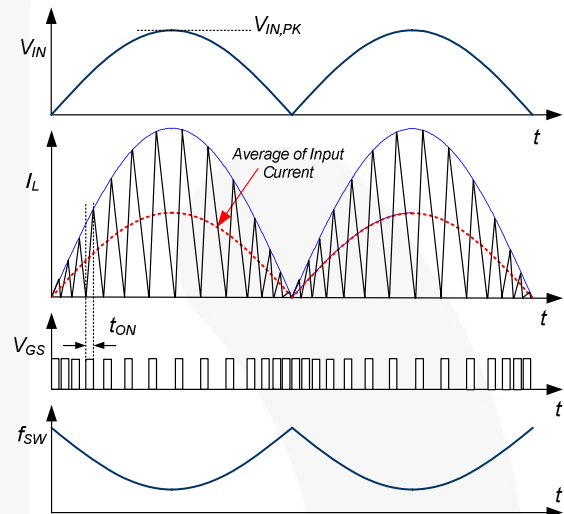 V_IN
V_IN,PK
t
I_L
Average of Input
Current
t
V_GS
t_ON
t
f_SW
t